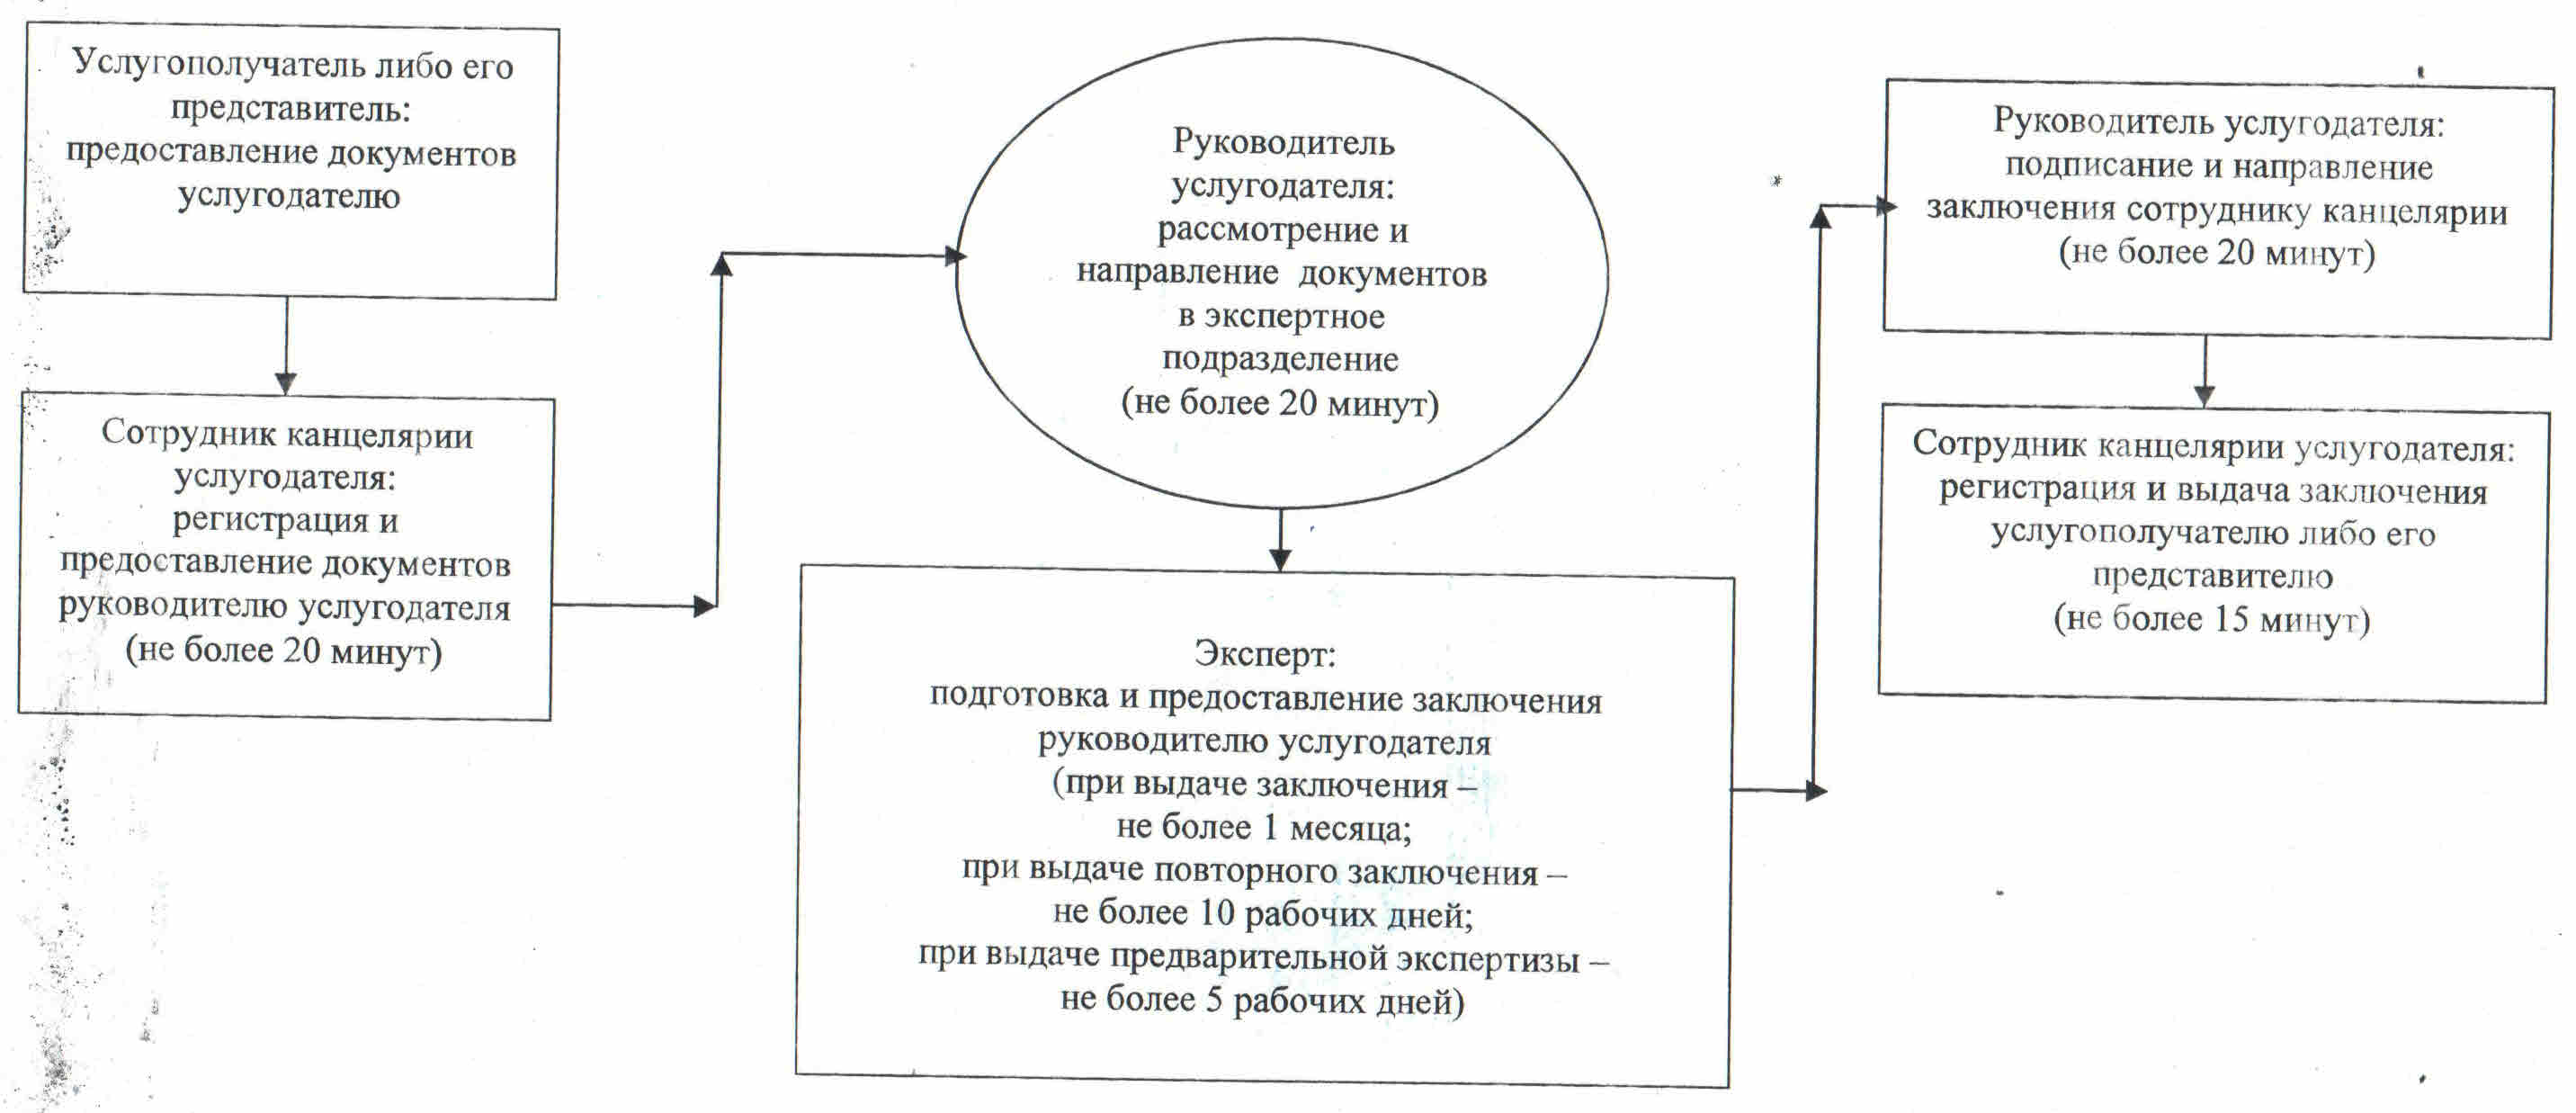 Услугополучатель либо его
представитель:
предоставление документов
услугодателю
Сотрудник канцелярии
услугодателя:
регистрация и
предоставление документов
руководителю услугодателя
(не более 20 минут)
Руководитель
услугодателя:
рассмотрение и
направление документов
в экспертное
подразделение
(не более 20 минут)
Эксперт:
подготовка и предоставление заключения
руководителю услугодателя
(при выдаче заключения –
не более 1 месяца;
при выдаче повторного заключения –
не более 10 рабочих дней;
при выдаче предварительной экспертизы –
не более 5 рабочих дней)
Руководитель услугодателя:
подписание и направление
заключения сотруднику канцелярии
(не более 20 минут)
Сотрудник канцелярии услугодателя:
регистрация и выдача заключения
услугополучателю либо его
представителю
(не более 15 минут)